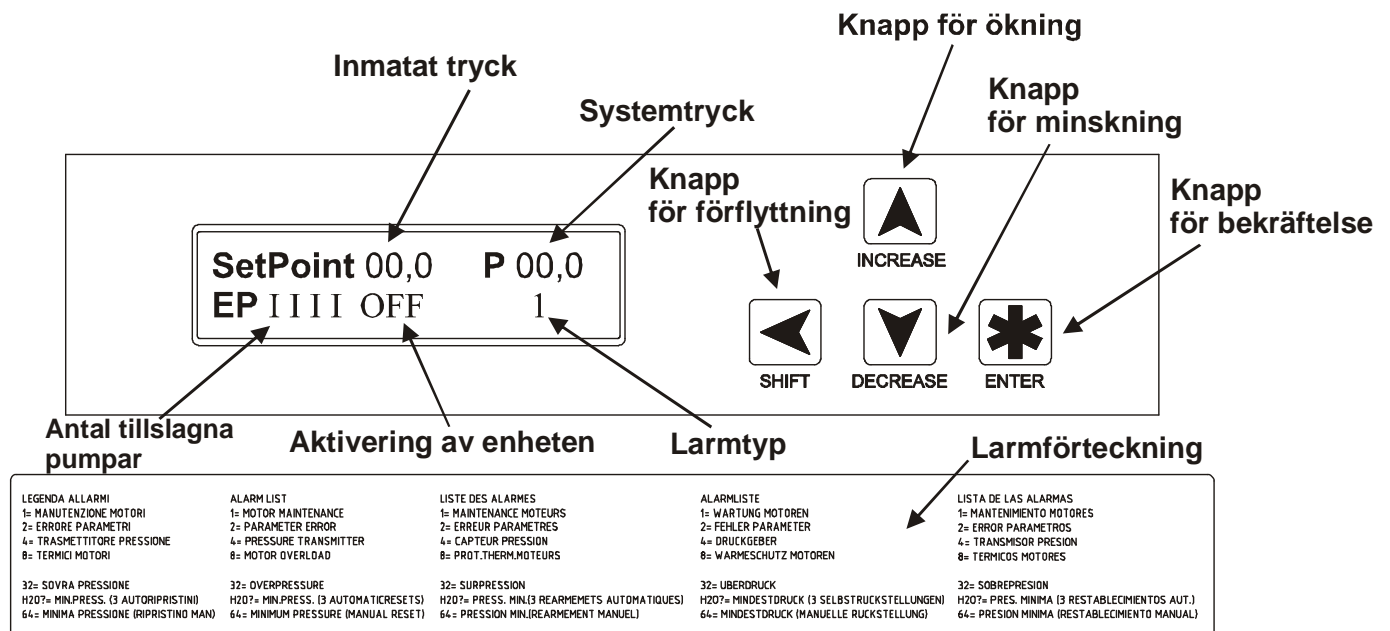 Knapp för ökning
Inmatat tryck
Systemtryck
Knapp
för minskning
Knapp
för förflyttning
Knapp
för bekräftelse
INCREASE
SetPoint 00,0 P 00,0
EP I I I I OFF 1
SHIFT DECREASE ENTER
Antal tillslagna
pumpar
Aktivering av enheten
Larmtyp
Larmförteckning
LEGENDA ALLARMI
1= MANUTENZIONE MOTORI
2= ERRORE PARAMETRI
4= TRASMETTITORE PRESSIONE
8= TERMICI MOTORI
32= SOVRA PRESSIONE
H2O?= MIN.PRESS. (3 AUTORIPRISTINI)
64= MINIMA PRESSIONE (RIPRISTINO MAN)
ALARM LIST
1= MOTOR MAINTENANCE
2= PARAMETER ERROR
4= PRESSURE TRANSMITTER
8= MOTOR OVERLOAD
32= OVERPRESSURE
H2O?= MIN.PRESS. (3 AUTOMATICRESETS)
64= MINIMUM PRESSURE (MANUAL RESET)
LISTE DES ALARMES
1= MAINTENANCE MOTEURS
2= ERREUR PARAMETRES
4= CAPTEUR PRESSION
8= PROT.THERM.MOTEURS
32= SURPRESSION
H2O?= PRESS. MIN.(3 REARMEMETS AUTOMATIQUES)
64= PRESSION MIN.(REARMEMENT MANUEL)
ALARMLISTE
1= WARTUNG MOTOREN
2= FEHLER PARAMETER
4= DRUCKGEBER
8= WARMESCHUTZ MOTOREN
32= UBERDRUCK
H2O?= MINDESTDRUCK (3 SELBSTRUCKSTELLUNGEN)
64= MINDESTDRUCK (MANUELLE RUCKSTELLUNG)
LISTA DE LAS ALARMAS
1= MANTENIMIENTO MOTORES
2= ERROR PARAMETROS
4= TRANSMISOR PRESION
8= TERMICOS MOTORES
32= SOBREPRESION
H2O?= PRES. MINIMA (3 RESTABLECIMIENTOS AUT.)
64= PRESION MINIMA (RESTABLECIMIENTO MANUAL)